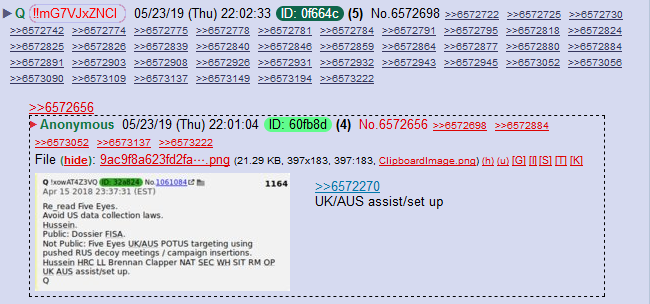 Q !!mG7VJxZNCI 05/23/19 (Thu) 22:02:33 ID: 0f664c (5) No.6572698 >>6572722 >>6572725 >>6572730
>>6572742 >>6572774 >>6572775 >>6572778 >>6572781 >>6572784 >>6572791 >>6572795 >>6572818 >>6572824
>>6572825 >>6572826 >>6572839 >>6572840 >>6572846 >>6572852 >>6572864 >>6572877 >>6572880 >>6572884
>>6572891 >>6572903 >>6572908 >>6572926 >>6572931 >>6572932 >>6572943 >>6572945 >>6573052 >>6573056
>>6573090 >>6573109 >>6573137 >>6573149 >>6573194 >>6573222
>>6572656
Anonymous 05/23/19 (Thu) 22:01:04 ID: 60fb8d (4) No.6572656 >>6572698 >>6572884
>>6573052 >>6573137 >>6573222
File (hide): 9ac9f8a623fd2fa⋯.png (21.29 KB, 397x183, 397:183, ClipboardImage.png) (h) (u) [G] [I] [S] [T] [K]
Q !xowAT4Z3VQ ID: 32a824 No.1061084 1164
Apr 15 2018 23:37:31 (EST)
Re_read Five Eyes.
Avoid US data collection laws.
Hussein.
Public: Dossier FISA.
Not Public: Five Eyes UK/AUS POTUS targeting using
pushed RUS decoy meetings / campaign insertions.
Hussein HRC LL Brennan Clapper NAT SEC WH SIT RM OP
UK AUS assist/set up.
Q
>>6572270
UK/AUS assist/set up